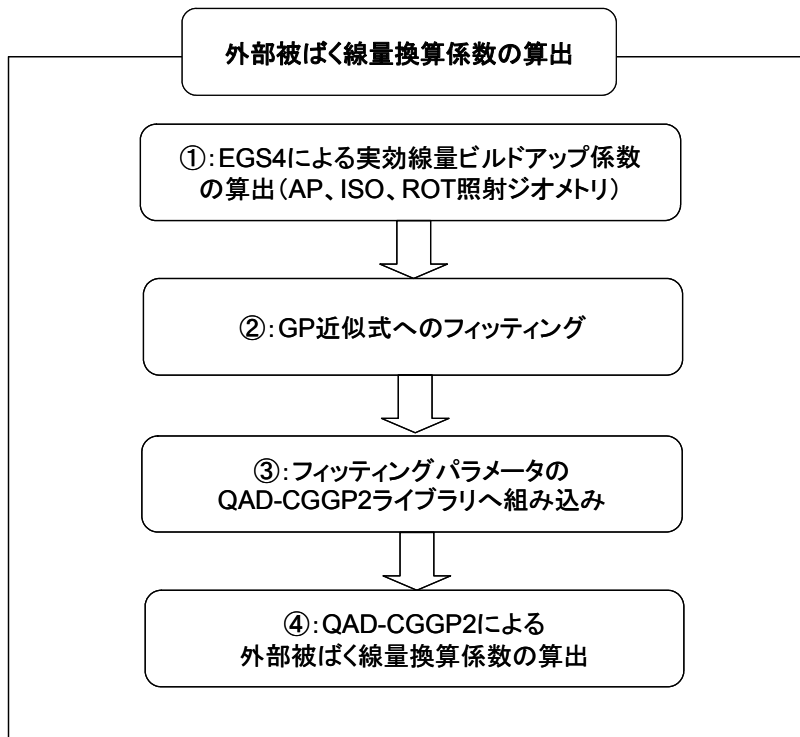 外部被ばく線量換算係数の算出
①：EGS4による実効線量ビルドアップ係数
の算出（AP、ISO、ROT照射ジオメトリ）
②：GP近似式へのフィッティング
③：フィッティングパラメータの
QAD-CGGP2ライブラリへ組み込み
④：QAD-CGGP2による
外部被ばく線量換算係数の算出